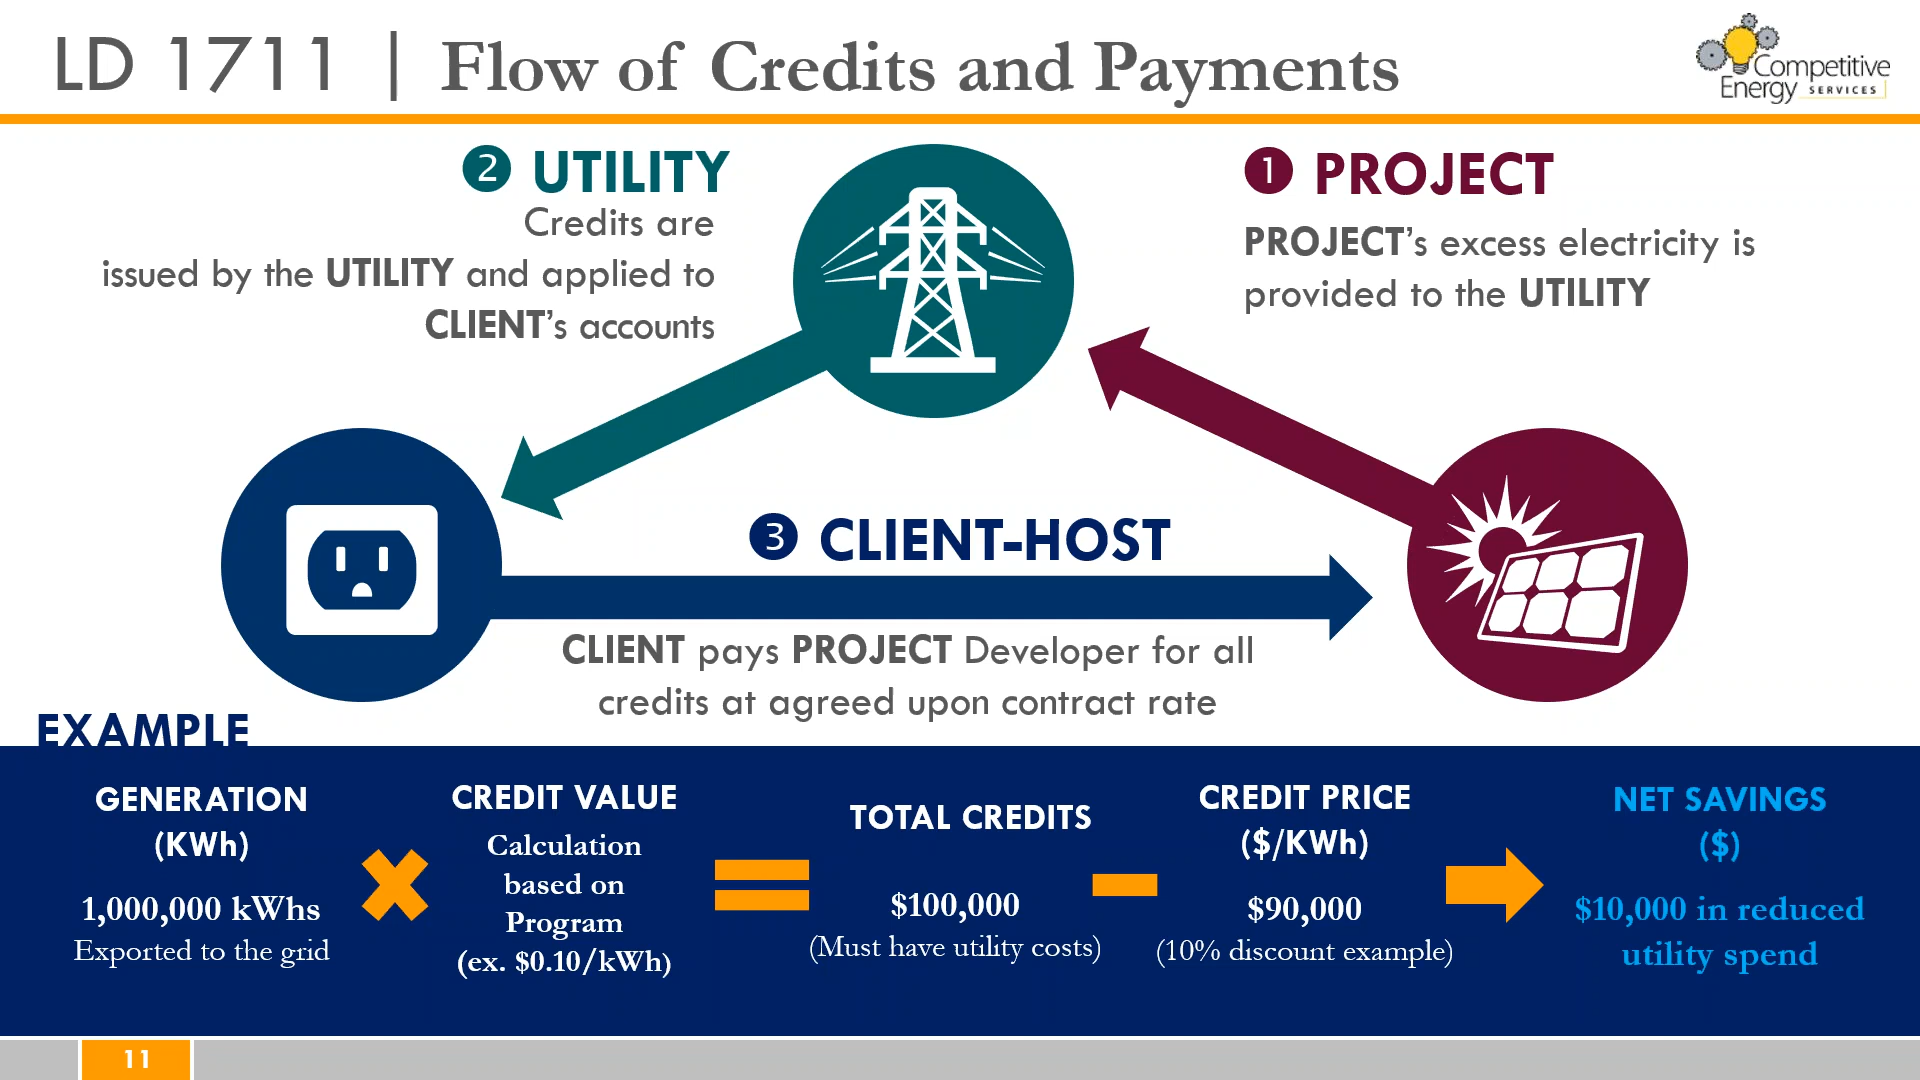 LD 1711 | Flow of Credits and Payments
Competitive
Energy SERVICES
❷ UTILITY
Credits are
issued by the UTILITY and applied to
CLIENT’s accounts
❶ PROJECT
PROJECT’s excess electricity is
provided to the UTILITY
❸ CLIENT-HOST
CLIENT pays PROJECT Developer for all
credits at agreed upon contract rate
EXAMPLE
GENERATION
(KWh)
1,000,000 kWhs
Exported to the grid
CREDIT VALUE
Calculation
based on
Program
(ex. $0.10/kWh)
TOTAL CREDITS
$100,000
(Must have utility costs)
CREDIT PRICE
($/KWh)
$90,000
(10% discount example)
NET SAVINGS
($)
$10,000 in reduced
utility spend
11